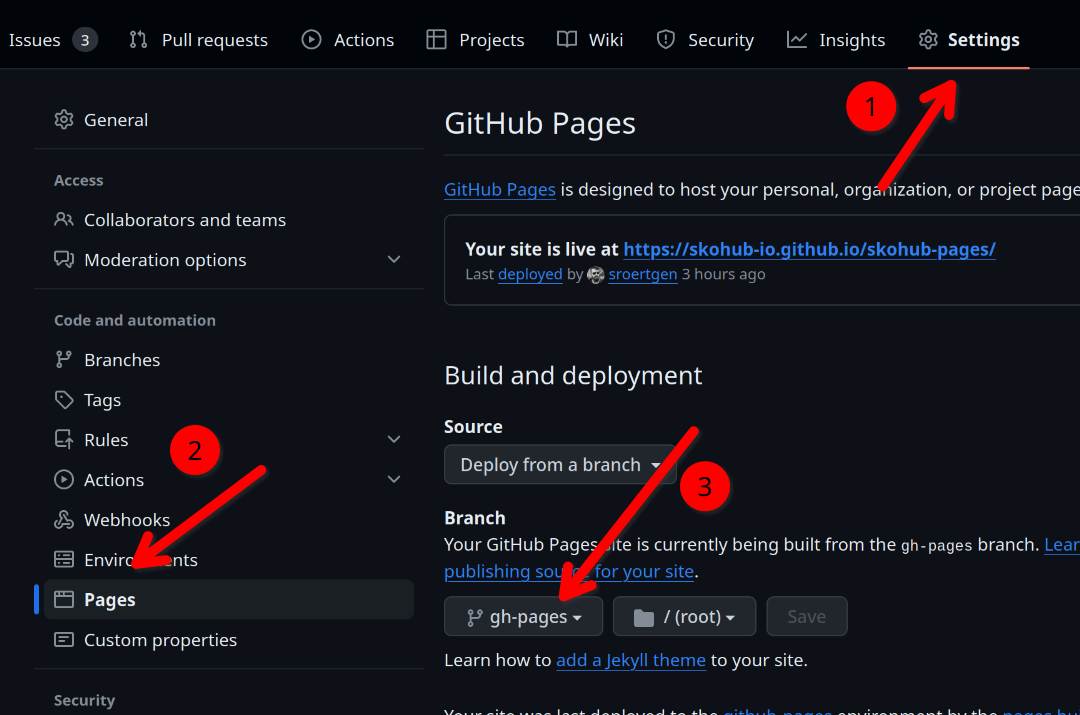 Issues 3 Pull requests Actions Projects Wiki Security Insights Settings
1
General
Access
Collaborators and teams
Moderation options
Code and automation
Branches
Tags
Rules
2
Actions
Webhooks
Environments
Pages
Custom properties
Security
GitHub Pages
GitHub Pages is designed to host your personal, organization, or project page
Your site is live at https://skohub-io.github.io/skohub-pages/
Last deployed by sroertgen 3 hours ago
Build and deployment
Source
Deploy from a branch
3
Branch
Your GitHub Pages site is currently being built from the gh-pages branch. Lear
publishing source for your site.
gh-pages / (root) Save
Learn how to add a Jekyll theme to your site.
Your site was last deployed to the github-pages environment by the pages bu